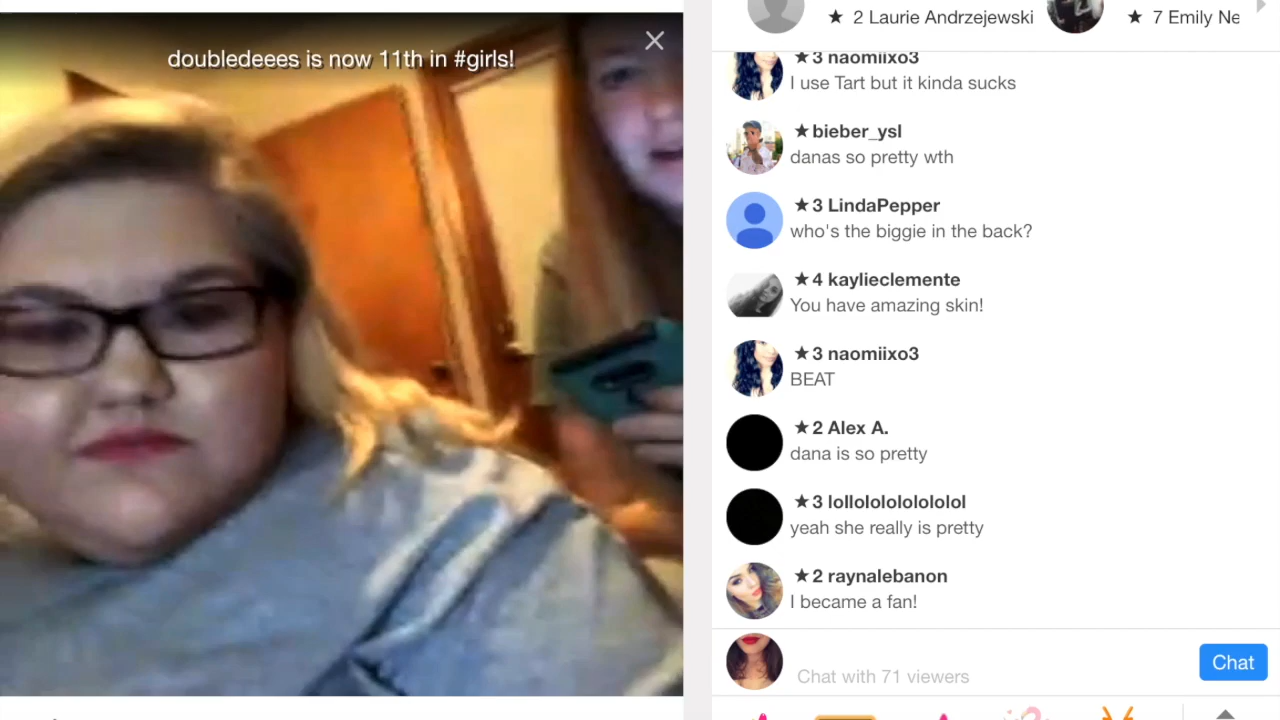 doubledeees is now 11th in #girls!
★ 2 Laurie Andrzejewski ★ 7 Emily Ne
★3 naomiixo3
I use Tart but it kinda sucks
★bieber_ysl
danas so pretty wth
★3 LindaPepper
who's the biggie in the back?
★4 kaylieclemente
You have amazing skin!
★3 naomiixo3
BEAT
★2 Alex A.
dana is so pretty
★3 lollolololololololol
yeah she really is pretty
★2 raynalebanon
I became a fan!
Chat with 71 viewers
Chat